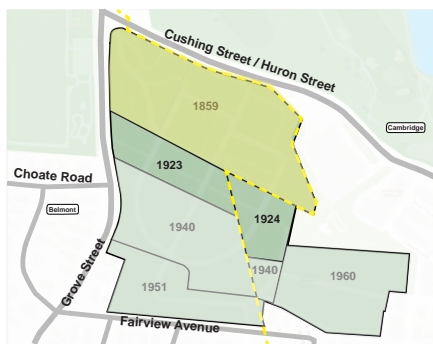 Cushing Street / Huron Street
1859
Cambridge
1923
Choate Road
Belmont
1924
1940
1940
1960
Grove Street
1951
Fairview Avenue